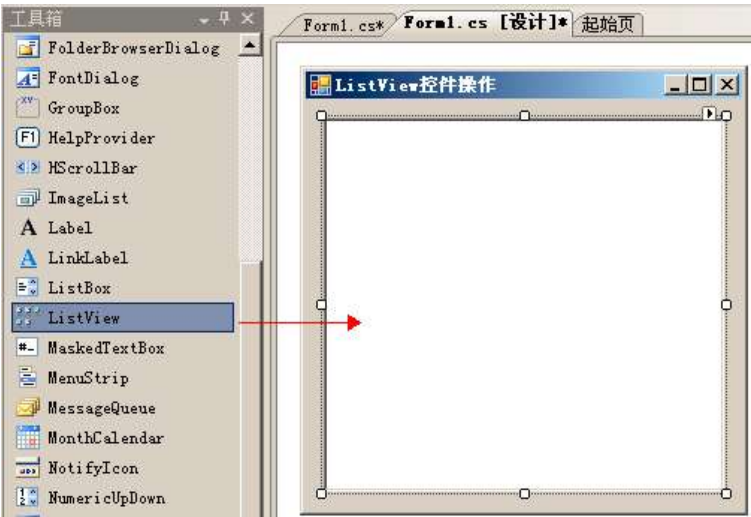 工具箱
FolderBrowserDialog
FontDialog
GroupBox
HelpProvider
HScrollBar
ImageList
Label
LinkLabel
ListBox
ListView
MaskedTextBox
MenuStrip
MessageQueue
MonthCalendar
NotifyIcon
NumericUpDown
Form1.cs* Form1.cs [设计]* 起始页
ListView控件操作